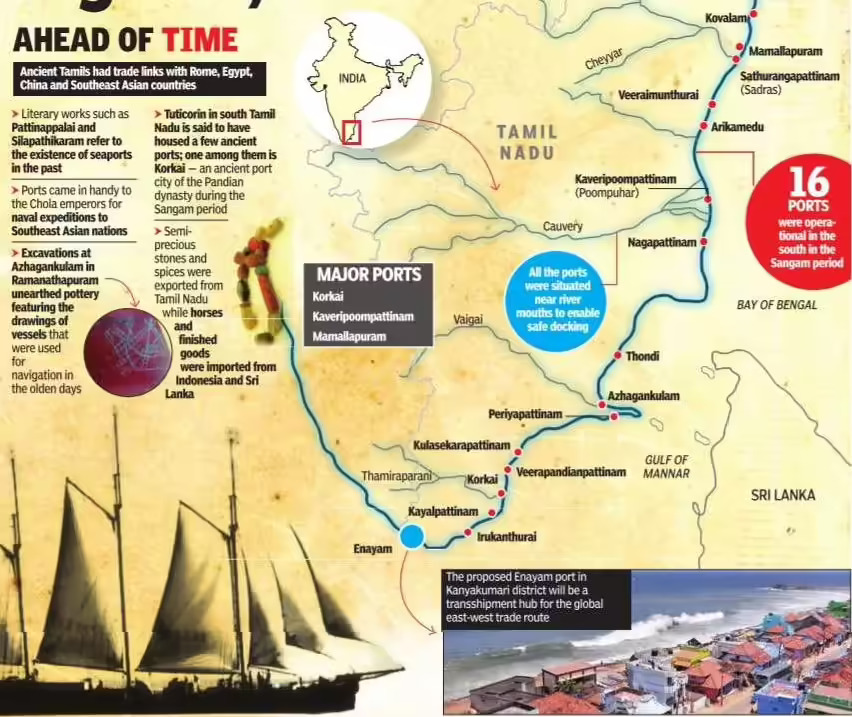 AHEAD OF TIME
Ancient Tamils had trade links with Rome, Egypt,
China and Southeast Asian countries
➤ Literary works such as
Pattinappalai and
Silapathikaram refer to
the existence of seaports
in the past
➤ Ports came in handy to
the Chola emperors for
naval expeditions to
Southeast Asian nations
➤ Excavations at
Azhagankulam in
Ramanathapuram
unearthed pottery
featuring the
drawings of
vessels that
were used
for
navigation in
the olden days
➤ Tuticorin in south Tamil
Nadu is said to have
housed a few ancient
ports; one among them is
Korkai — an ancient port
city of the Pandian
dynasty during the
Sangam period
➤ Semi-
precious
stones and
spices were
exported from
Tamil Nadu
while horses
and
finished
goods
were imported from
Indonesia and Sri
Lanka
INDIA
MAJOR PORTS
Korkai
Kaveripoompattinam
Mamallapuram
TAMIL
NADU
Kovalam
Cheyyar
Mamallapuram
Sathurangapattinam
(Sadras)
Veeraimunthurai
Arikamedu
Kaveripoompattinam
(Poompuhar)
Cauvery
Nagapattinam
16
PORTS
were opera-
tional in the
south in the
Sangam period
All the ports
were situated
near river
mouths to enable
safe docking
BAY OF BENGAL
Vaigai
Thondi
Azhagankulam
Periyapattinam
Kulasekarapattinam
Veerapandianpattinam
GULF OF
MANNAR
Thamiraparani
Korkai
SRI LANKA
Kayalpattinam
Irukanthurai
Enayam
The proposed Enayam port in
Kanyakumari district will be a
transshipment hub for the global
east-west trade route